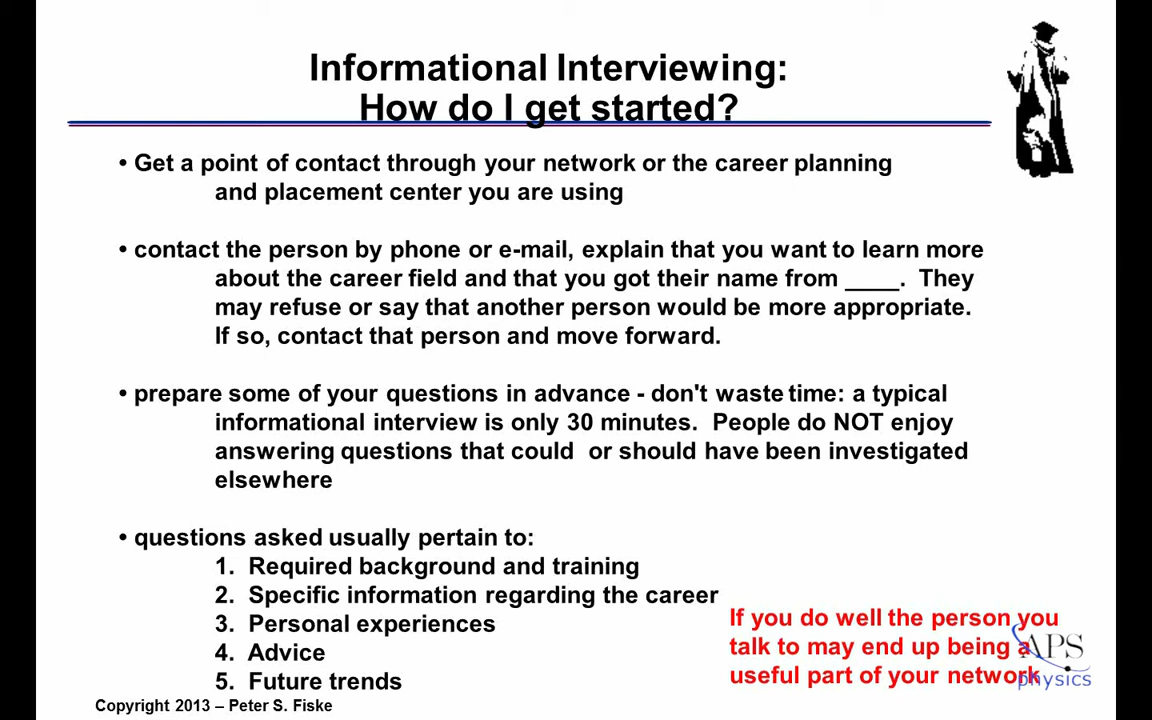 Informational Interviewing:
How do I get started?
• Get a point of contact through your network or the career planning
and placement center you are using
• contact the person by phone or e-mail, explain that you want to learn more
about the career field and that you got their name from ____.  They
may refuse or say that another person would be more appropriate.
If so, contact that person and move forward.
• prepare some of your questions in advance - don't waste time: a typical
informational interview is only 30 minutes.  People do NOT enjoy
answering questions that could  or should have been investigated
elsewhere
• questions asked usually pertain to:
1.  Required background and training
2.  Specific information regarding the career
3.  Personal experiences
4.  Advice
5.  Future trends
If you do well the person you
talk to may end up being a
useful part of your network
APS
physics
Copyright 2013 – Peter S. Fiske